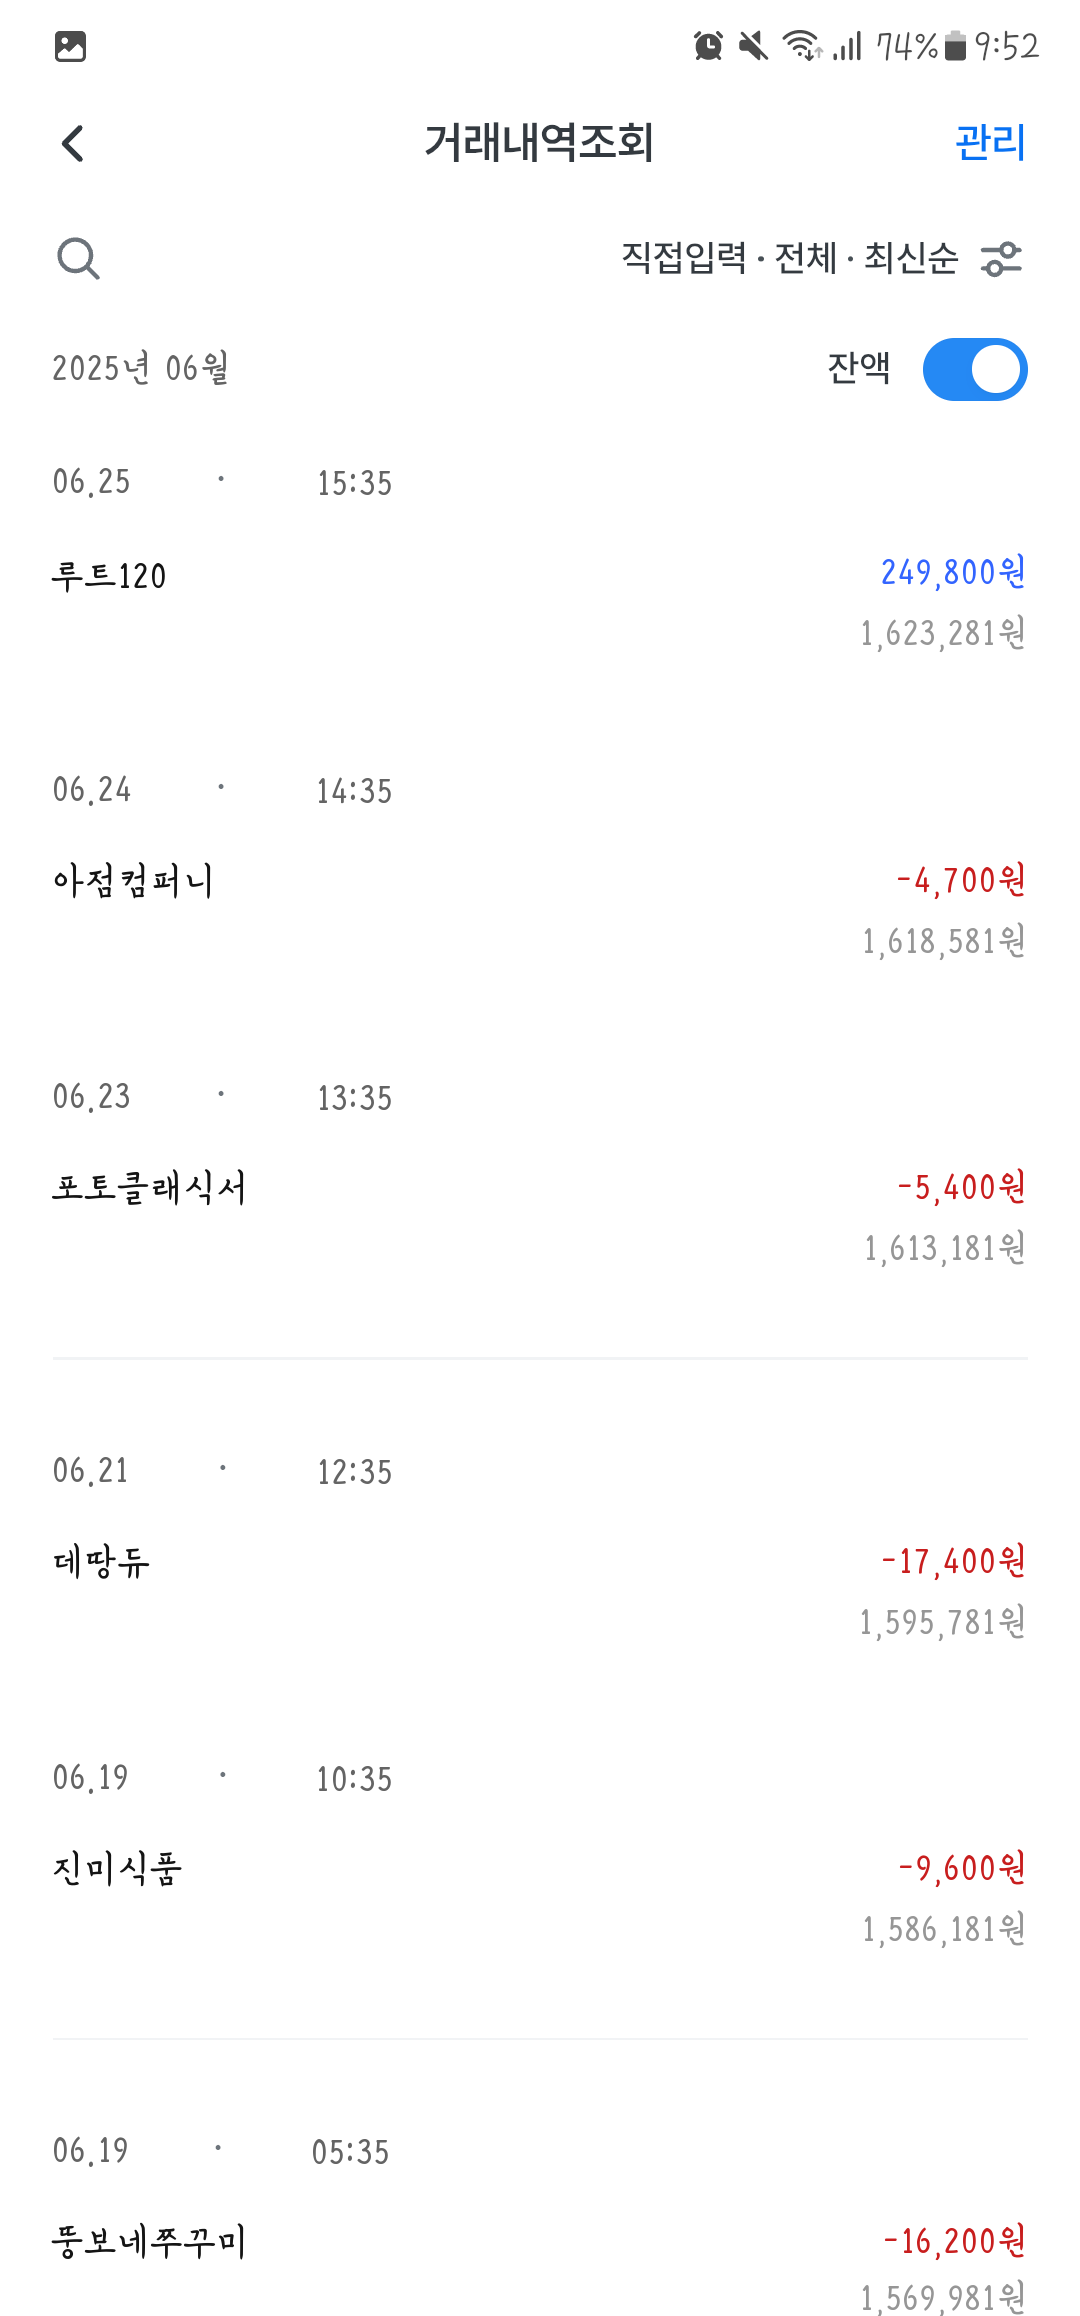 74% 9:52
거래내역조회 관리
직접입력 · 전체 · 최신순
2025년 06월 잔액
06.25 · 15:35
루트120 249,800원
1,623,281원
06.24 · 14:35
아점컴퍼니 -4,700원
1,618,581원
06.23 · 13:35
포토클래식서 -5,400원
1,613,181원
06.21 · 12:35
데땅듀 -17,400원
1,595,781원
06.19 · 10:35
진미식품 -9,600원
1,586,181원
06.19 · 05:35
뚱보네쭈꾸미 -16,200원
1,569,981원